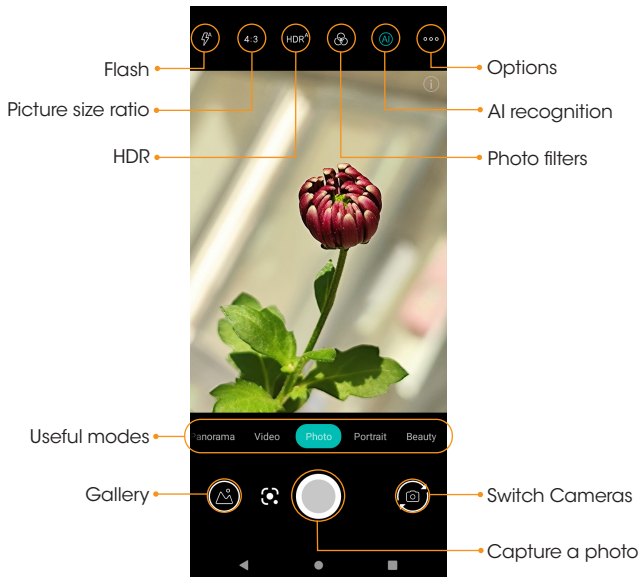 4:3
HDR^A
AI
Flash
Options
Picture size ratio
AI recognition
HDR
Photo filters
Useful modes
anorama Video Photo Portrait Beauty
Gallery
Switch Cameras
Capture a photo